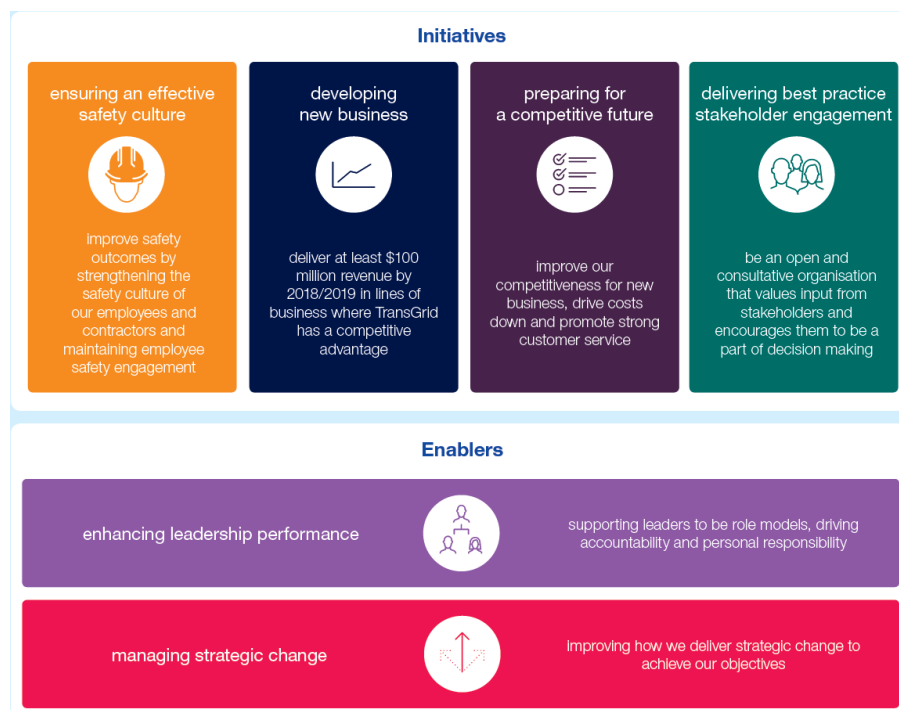 Initiatives
ensuring an effective
safety culture
improve safety
outcomes by
strengthening the
safety culture of
our employees and
contractors and
maintaining employee
safety engagement
developing
new business
deliver at least $100
million revenue by
2018/2019 in lines of
business where TransGrid
has a competitive
advantage
preparing for
a competitive future
improve our
competitiveness for new
business, drive costs
down and promote strong
customer service
delivering best practice
stakeholder engagement
be an open and
consultative organisation
that values input from
stakeholders and
encourages them to be a
part of decision making
Enablers
enhancing leadership performance
supporting leaders to be role models, driving
accountability and personal responsibility
managing strategic change
improving how we deliver strategic change to
achieve our objectives